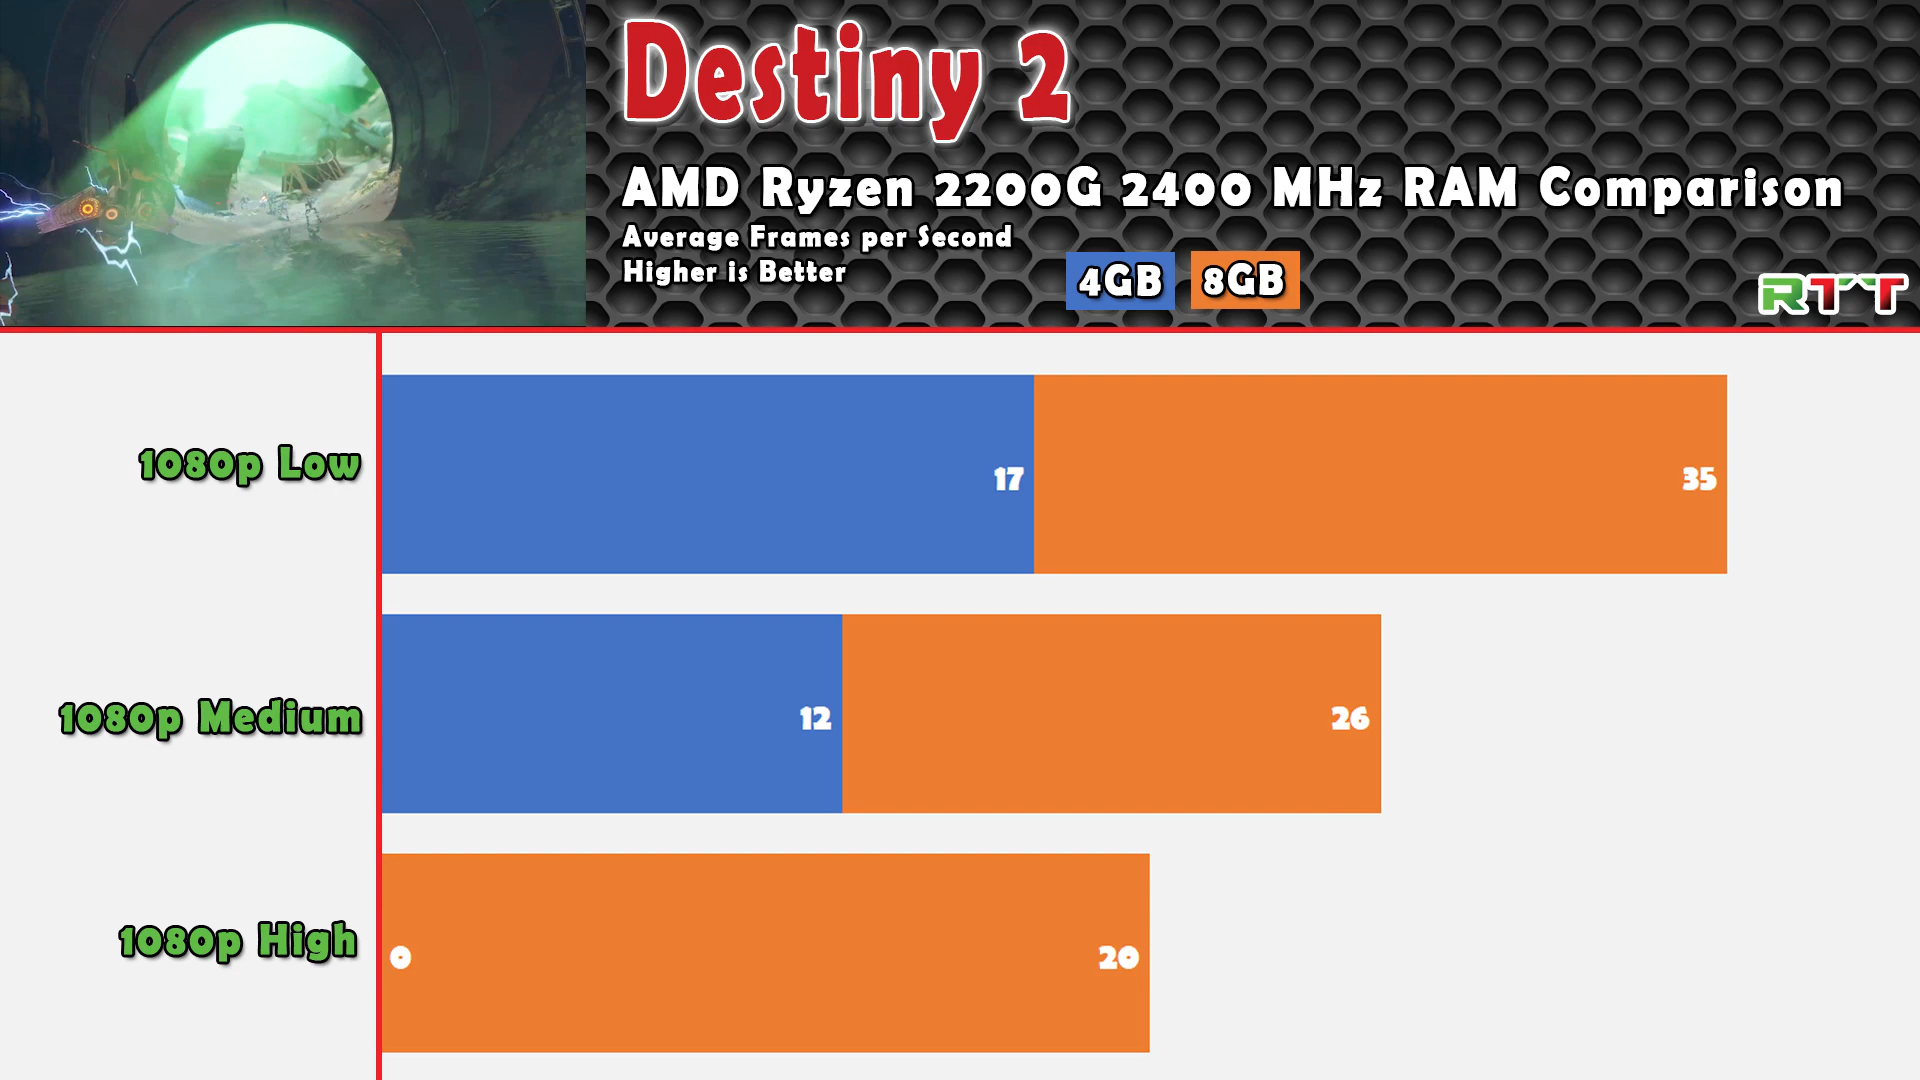 Destiny 2
AMD Ryzen 2200G 2400 MHz RAM Comparison
Average Frames per Second
Higher is Better
4GB 8GB
RTT
1080p Low
17 35
1080p Medium
12 26
1080p High
0 20